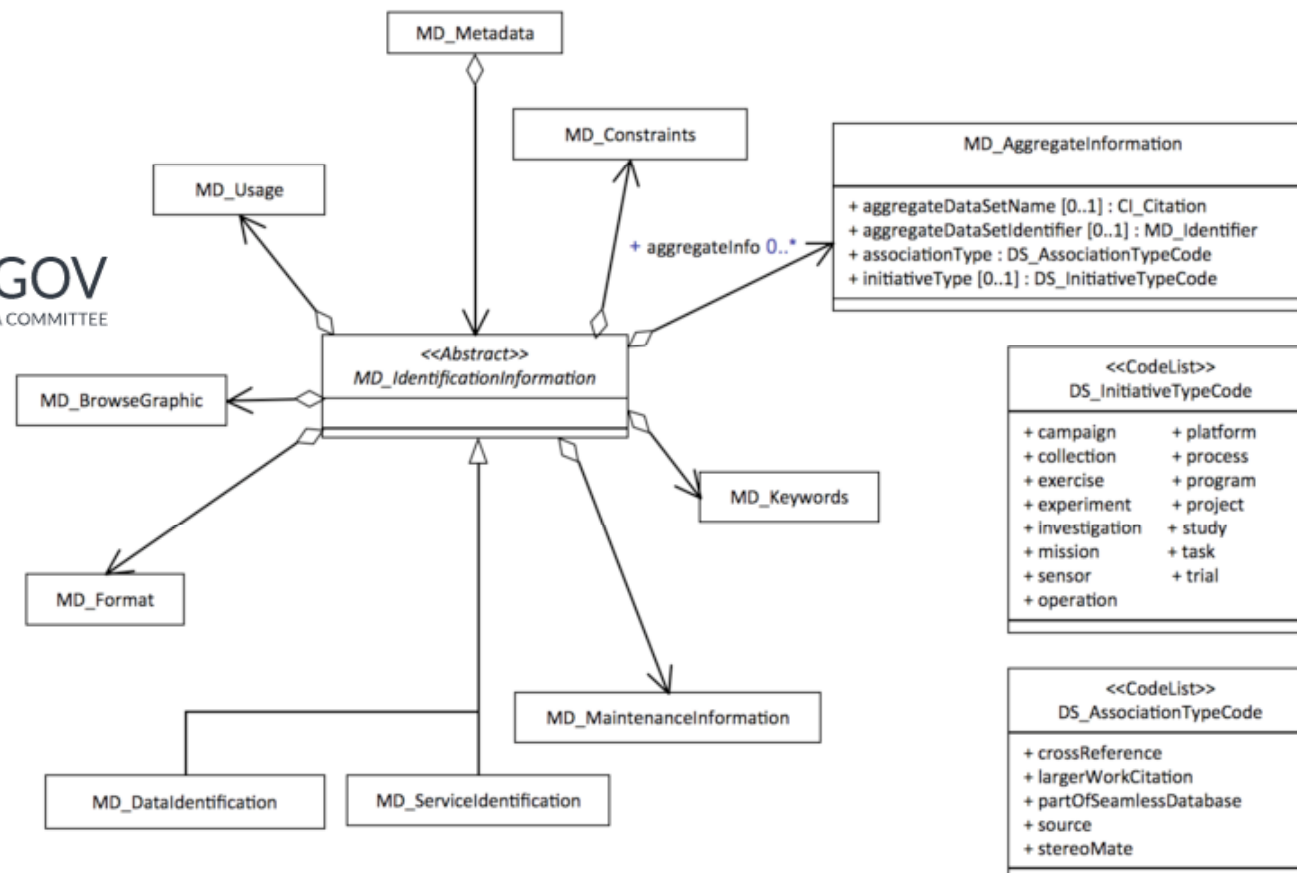 MD_Metadata
MD_Constraints
MD_AggregateInformation
+ aggregateDataSetName [0..1] : CI_Citation
+ aggregateDataSetIdentifier [0..1] : MD_Identifier
+ associationType : DS_AssociationTypeCode
+ initiativeType [0..1] : DS_InitiativeTypeCode
MD_Usage
+ aggregateInfo 0..*
GOV
COMMITTEE
<<Abstract>>
MD_IdentificationInformation
MD_BrowseGraphic
MD_Keywords
MD_Format
MD_MaintenanceInformation
MD_DataIdentification
MD_ServiceIdentification
<<CodeList>>
DS_InitiativeTypeCode
+ campaign + platform
+ collection + process
+ exercise + program
+ experiment + project
+ investigation + study
+ mission + task
+ sensor + trial
+ operation
<<CodeList>>
DS_AssociationTypeCode
+ crossReference
+ largerWorkCitation
+ partOfSeamlessDatabase
+ source
+ stereoMate